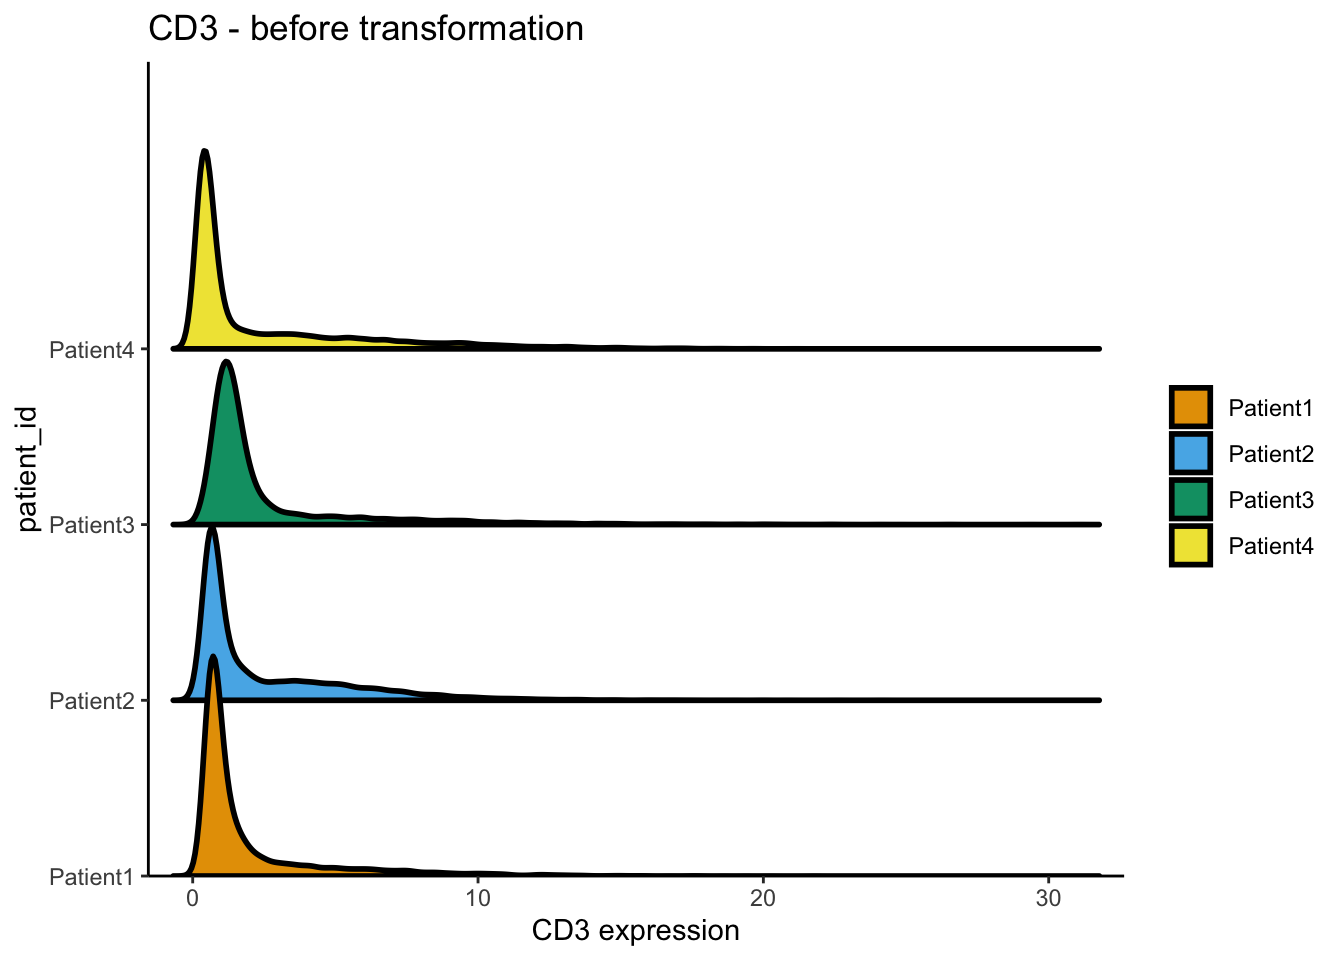 CD3 - before transformation
patient_id
Patient4
Patient3
Patient2
Patient1
0 10 20 30
CD3 expression
Patient1
Patient2
Patient3
Patient4